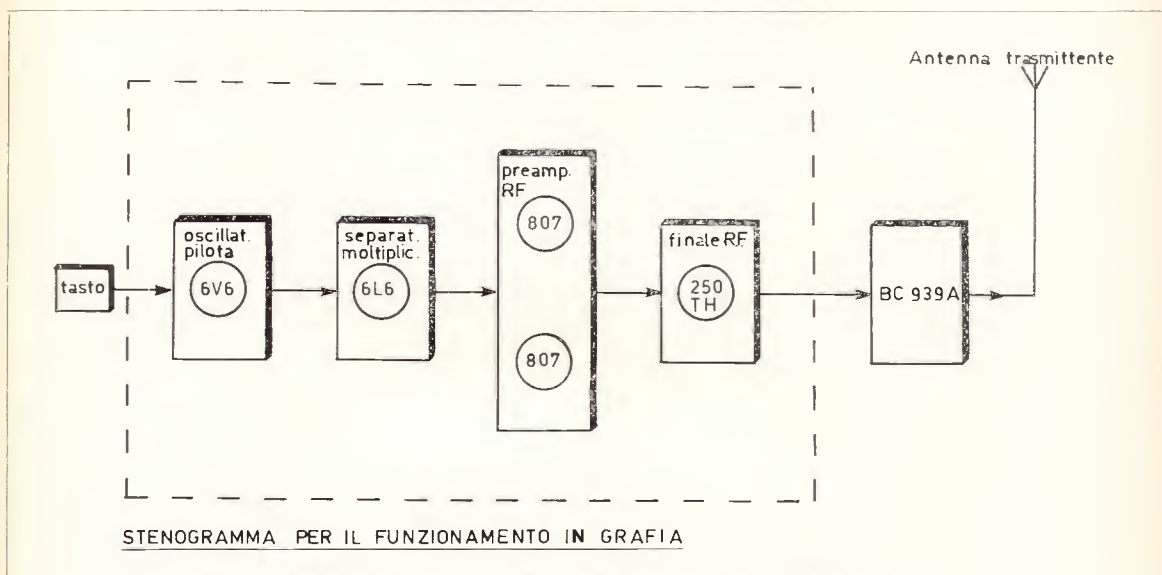 Antenna trasmittente
tasto
oscillat.
pilota
6V6
separat.
moltiplic.
6L6
preamp.
RF
807
807
finale RF.
250
TH
BC 939A
STENOGRAMMA PER IL FUNZIONAMENTO IN GRAFIA